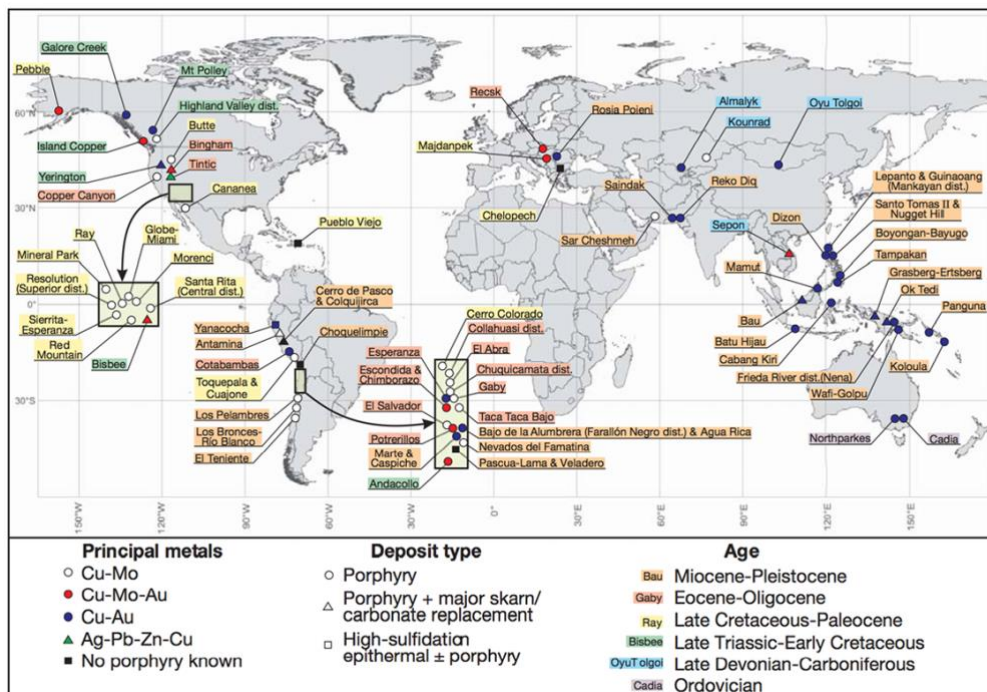 Galore Creek
Pebble
Mt Polley
Highland Valley dist.
Butte
Bingham
Tintic
Island Copper
Yerington
Copper Canyon
Cananea
60°N
30°N
0°
30°S
Recsk
Rosia Poieni
Majdanpek
Almalyk
Kounrad
Oyu Tolgoi
Chelopech
Saindak
Reko Diq
Sar Cheshmeh
Sepon
Dizon
Lepanto & Guinaoang
(Mankayan dist.)
Santo Tomas II &
Nugget Hill
Boyongan-Bayugo
Tampakan
Grasberg-Ertsberg
Ok Tedi
Panguna
Mamut
Bau
Batu Hijau
Cabang Kiri
Frieda River dist.(Nena)
Wafi-Golpu
Koloula
Northparkes
Cadia
Pueblo Viejo
Ray
Globe-
Miami
Mineral Park
Morenci
Resolution
(Superior dist.)
Santa Rita
(Central dist.)
Sierrita-
Esperanza
Red
Mountain
Bisbee
Cerro de Pasco
& Colquijirca
Yanacocha
Antamina
Choquelimpie
Cotabambas
Toquepala &
Cuajone
Los Pelambres
Los Bronces-
Río Blanco
El Teniente
Cerro Colorado
Collahuasi dist.
El Abra
Esperanza
Escondida &
Chimborazo
Chuquicamata dist.
Gaby
El Salvador
Taca Taca Bajo
Potrerillos
Bajo de la Alumbrera (Farallón Negro dist.) & Agua Rica
Marte &
Caspiche
Nevados del Famatina
Pascua-Lama & Veladero
Andacollo
150°W
120°W
90°W
60°W
30°W
0°
30°E
60°E
90°E
120°E
150°E
Principal metals
Cu-Mo
Cu-Mo-Au
Cu-Au
Ag-Pb-Zn-Cu
No porphyry known
Deposit type
Porphyry
Porphyry + major skarn/
carbonate replacement
High-sulfidation
epithermal ± porphyry
Age
Bau Miocene-Pleistocene
Gaby Eocene-Oligocene
Ray Late Cretaceous-Paleocene
Bisbee Late Triassic-Early Cretaceous
OyuT olgoi Late Devonian-Carboniferous
Cadia Ordovician